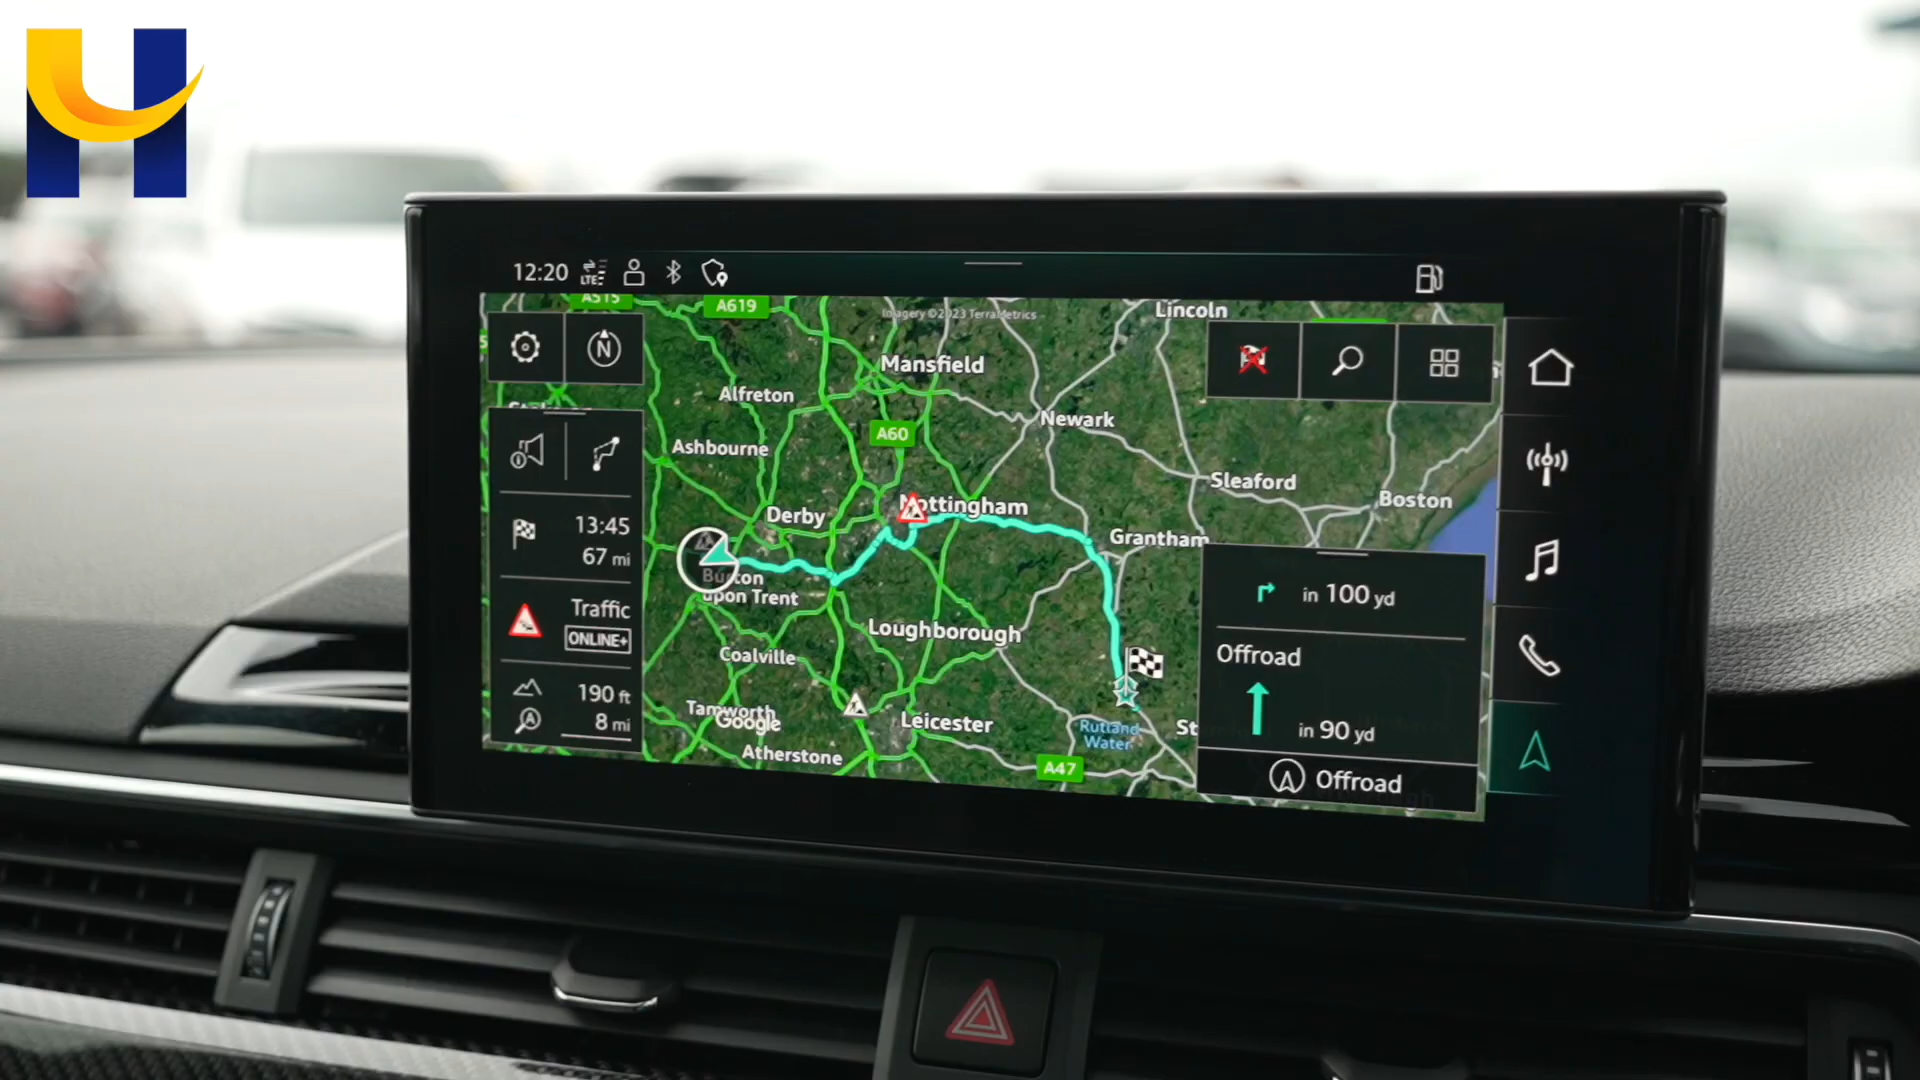 12:20
LTE
A515
A619
Imagery ©2023 TerraMetrics
Lincoln
N
Mansfield
Alfreton
Newark
A60
Ashbourne
Sleaford
Boston
Nottingham
Derby
13:45
67 mi
Grantham
Burton
upon Trent
in 100 yd
Traffic
ONLINE+
Loughborough
Coalville
Offroad
190 ft
8 mi
Tamworth
Google
Leicester
Rutland
Water
in 90 yd
Atherstone
A47
Offroad